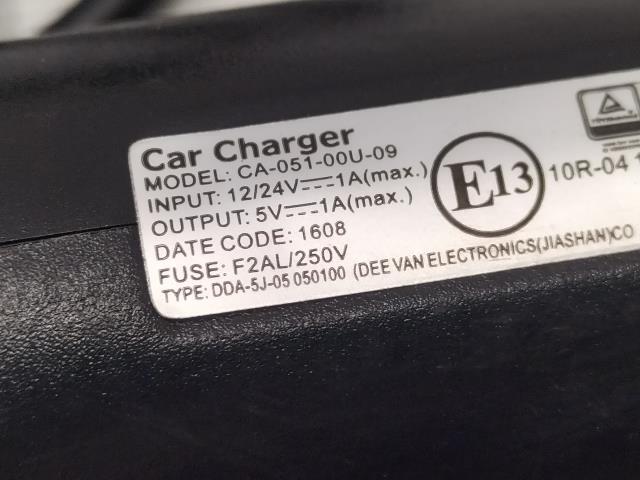 Car Charger
MODEL: CA-051-00U-09
INPUT: 12/24V⎓1A(max.)
OUTPUT: 5V⎓1A(max.)
DATE CODE: 1608
FUSE: F2AL/250V
TYPE: DDA-5J-05 050100 (DEE VAN ELECTRONICS(JIASHAN)CO
E13
10R-04 1